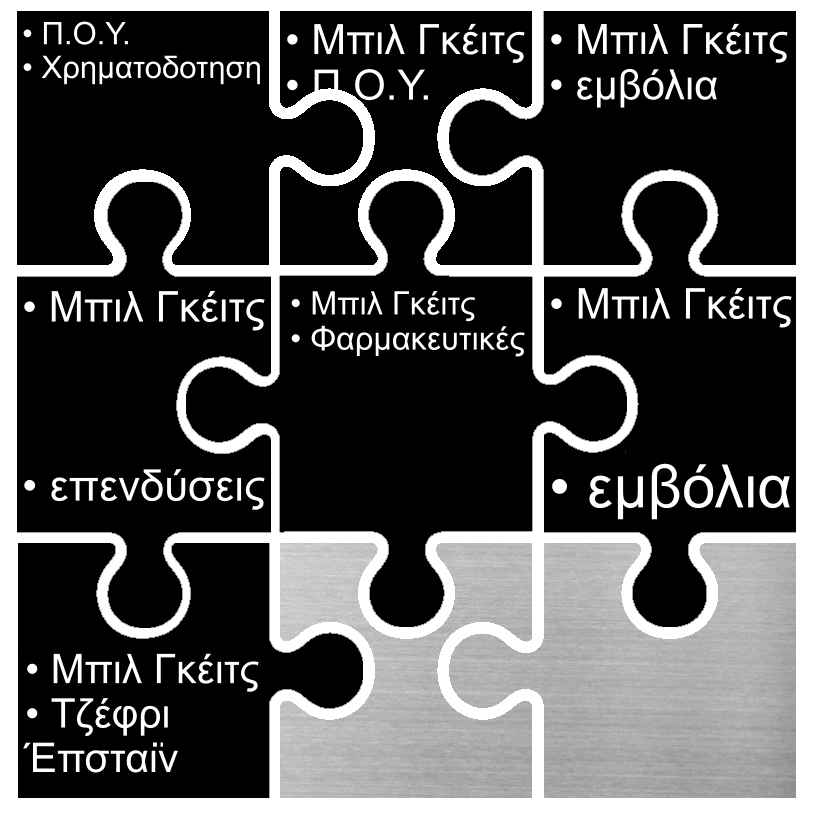 • Π.Ο.Υ.
• Χρηματοδοτηση
• Μπιλ Γκέιτς
• Π.Ο.Υ.
• Μπιλ Γκέιτς
• εμβόλια
• Μπιλ Γκέιτς
• επενδύσεις
• Μπιλ Γκέιτς
• Φαρμακευτικές
• Μπιλ Γκέιτς
• εμβόλια
• Μπιλ Γκέιτς
• Τζέφρι
Έπσταϊν